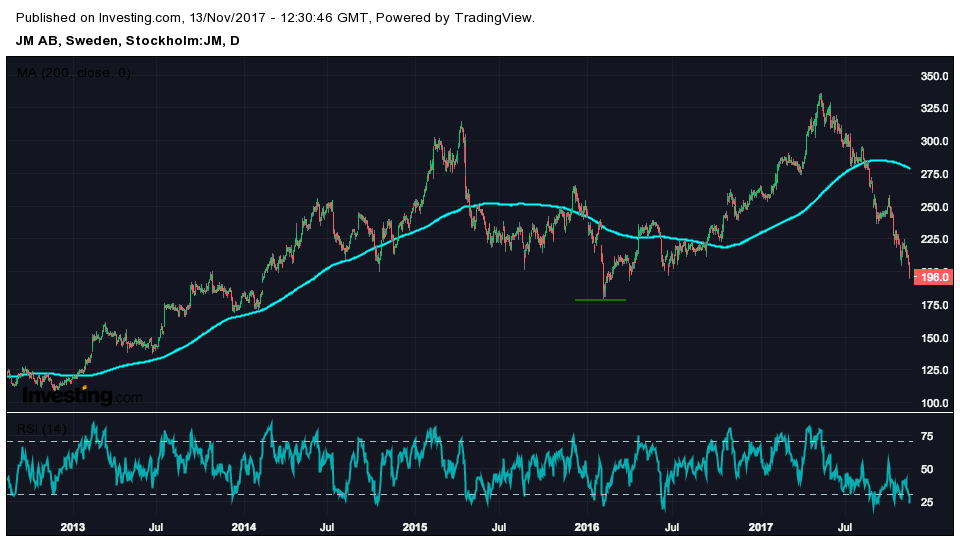 Published on Investing.com, 13/Nov/2017 - 12:30:46 GMT, Powered by TradingView.
JM AB, Sweden, Stockholm:JM, D
MA (200, close, 0)
350.0
325.0
300.0
275.0
250.0
225.0
200.0
198.0
175.0
150.0
125.0
100.0
Investing.com
RSI (14)
75
50
25
2013 Jul 2014 Jul 2015 Jul 2016 Jul 2017 Jul